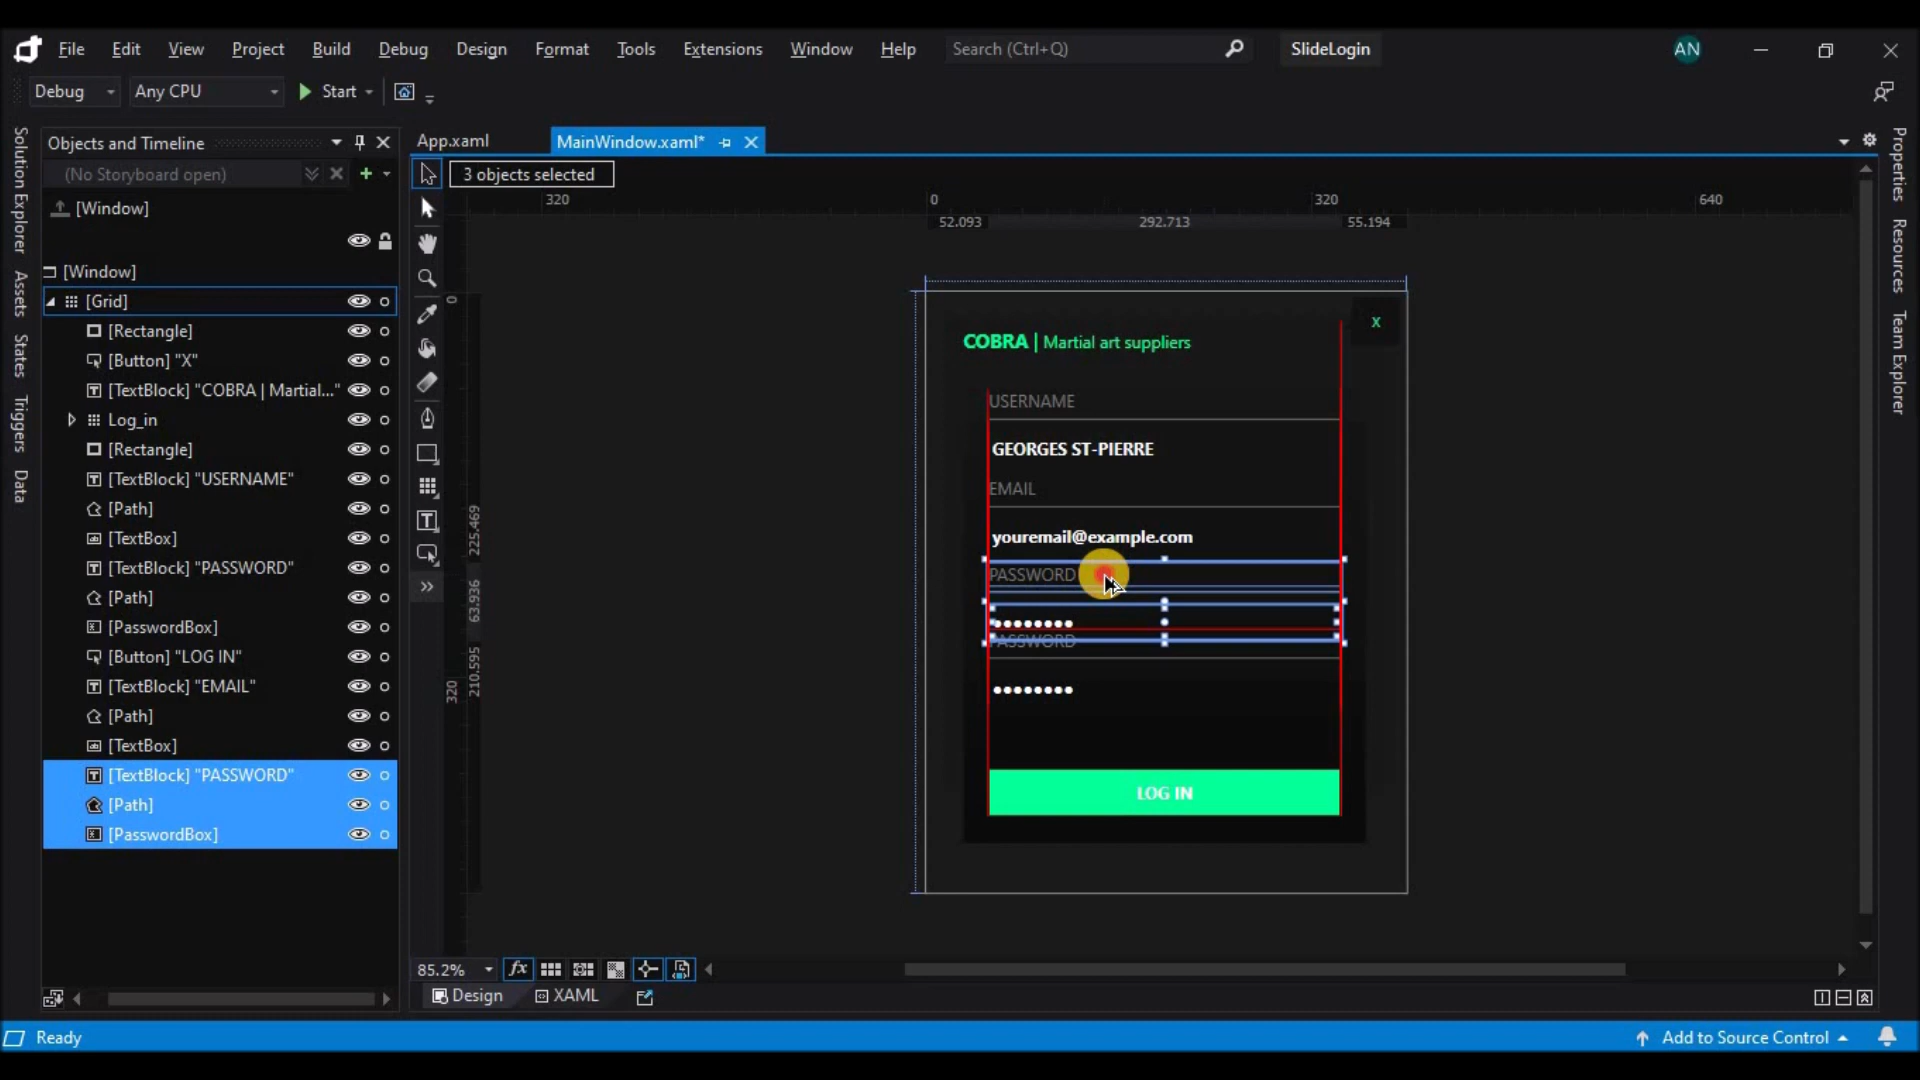 File Edit View Project Build Debug Design Format Tools Extensions Window Help Search (Ctrl+Q) SlideLogin AN
Debug Any CPU Start
Solution Explorer
Assets
States
Triggers
Data
Objects and Timeline
(No Storyboard open)
[Window]
[Window]
[Grid]
[Rectangle]
[Button] "X"
[TextBlock] "COBRA | Martial..."
Log_in
[Rectangle]
[TextBlock] "USERNAME"
[Path]
[TextBox]
[TextBlock] "PASSWORD"
[Path]
[PasswordBox]
[Button] "LOG IN"
[TextBlock] "EMAIL"
[Path]
[TextBox]
[TextBlock] "PASSWORD"
[Path]
[PasswordBox]
App.xaml MainWindow.xaml*
3 objects selected
320 0 320 640
52.093 292.713 55.194
0
225.469
63.936
210.595
320
x
COBRA | Martial art suppliers
USERNAME
GEORGES ST-PIERRE
EMAIL
youremail@example.com
PASSWORD
●●●●●●●●
PASSWORD
●●●●●●●●
LOG IN
85.2% fx
Design XAML
Properties
Resources
Team Explorer
Ready Add to Source Control